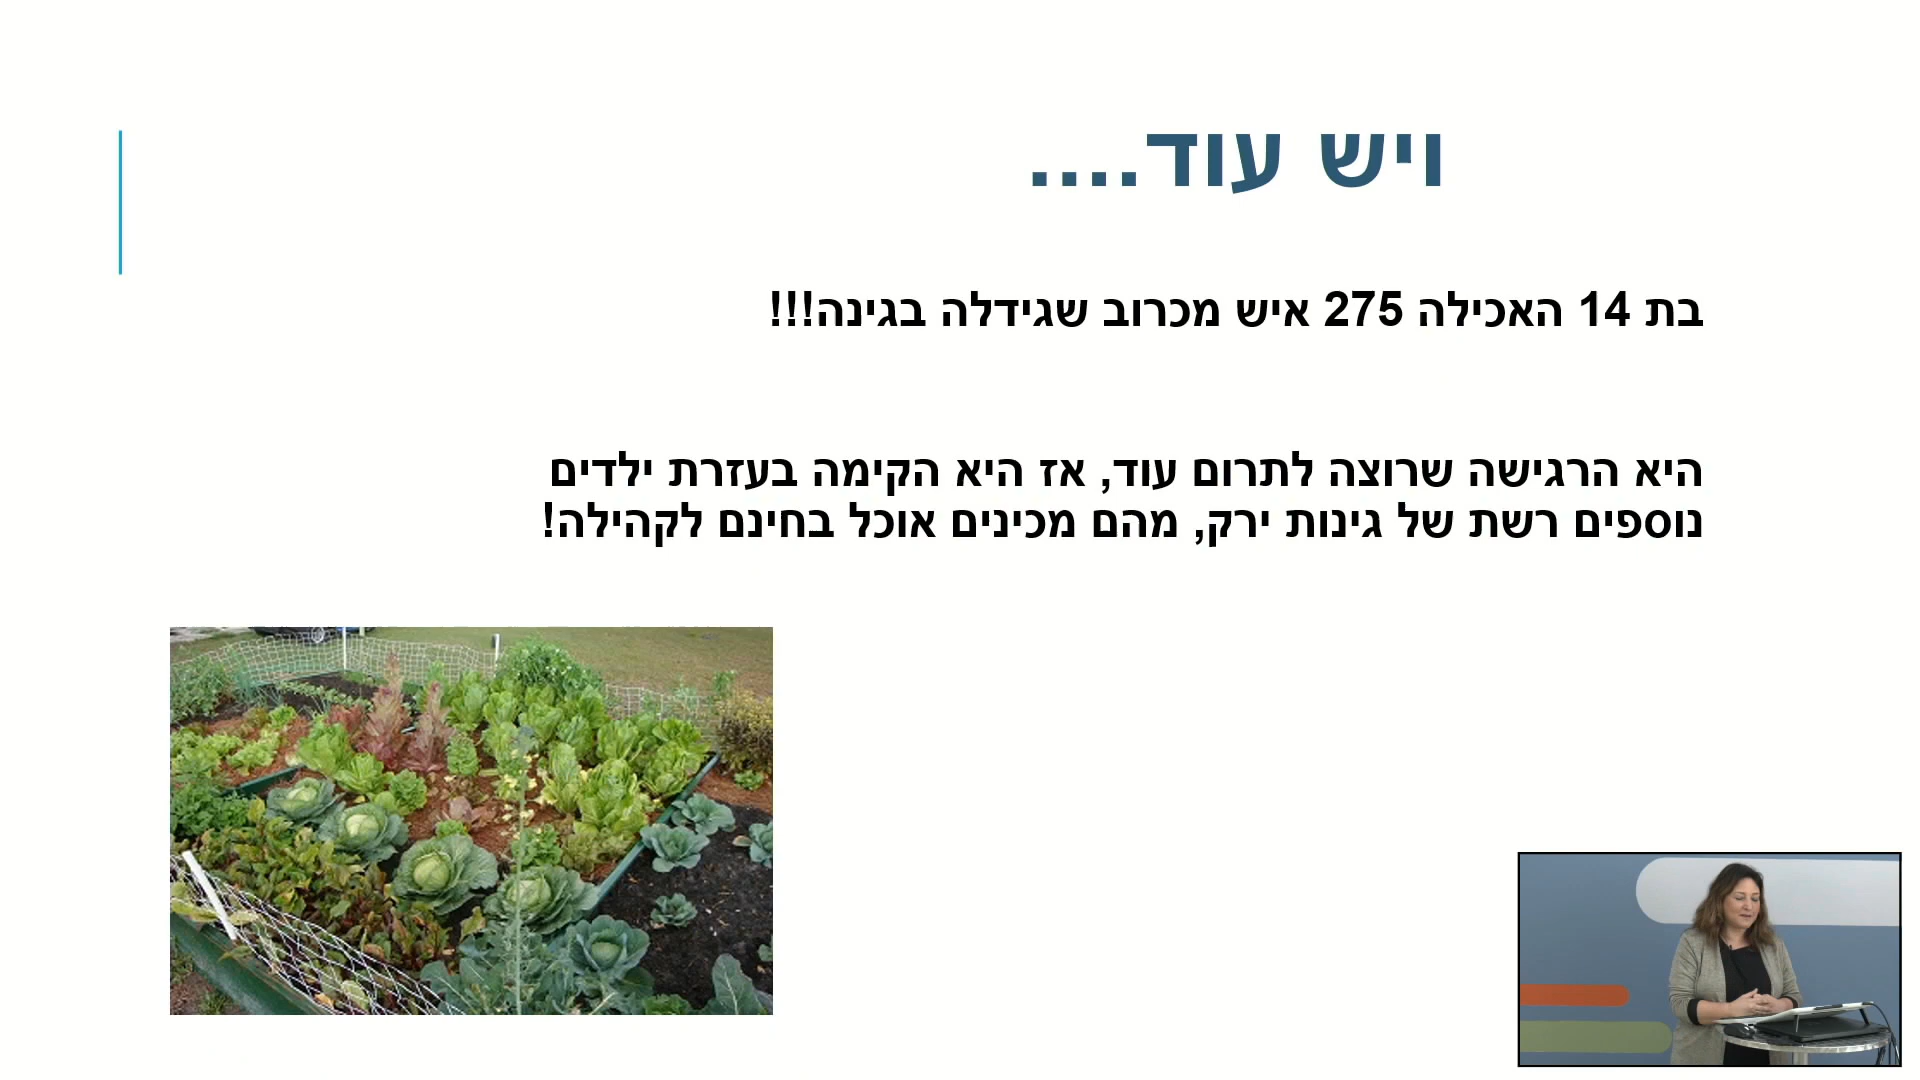 ויש עוד....
בת 14 האכילה 275 איש מכרוב שגידלה בגינה!!!
היא הרגישה שרוצה לתרום עוד, אז היא הקימה בעזרת ילדים
נוספים רשת של גינות ירק, מהם מכינים אוכל בחינם לקהילה!